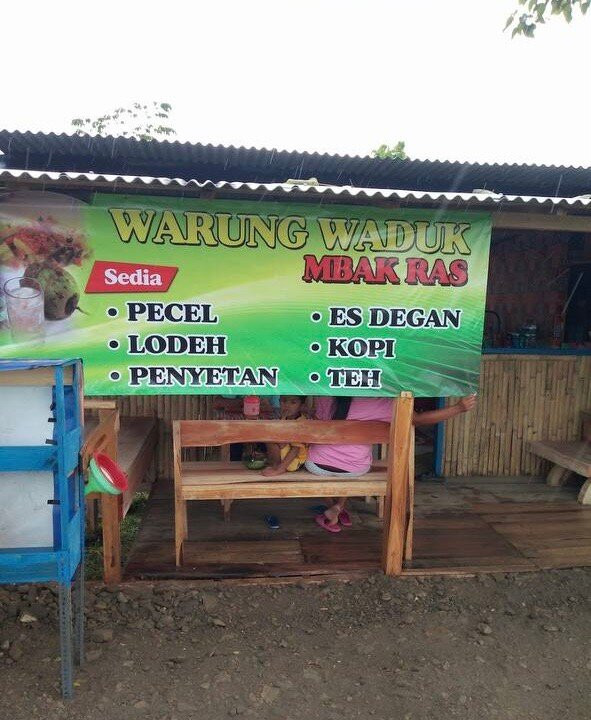 WARUNG WADUK
MBAK RAS
Sedia
• PECEL
• LODEH
• PENYETAN
• ES DEGAN
• KOPI
• TEH